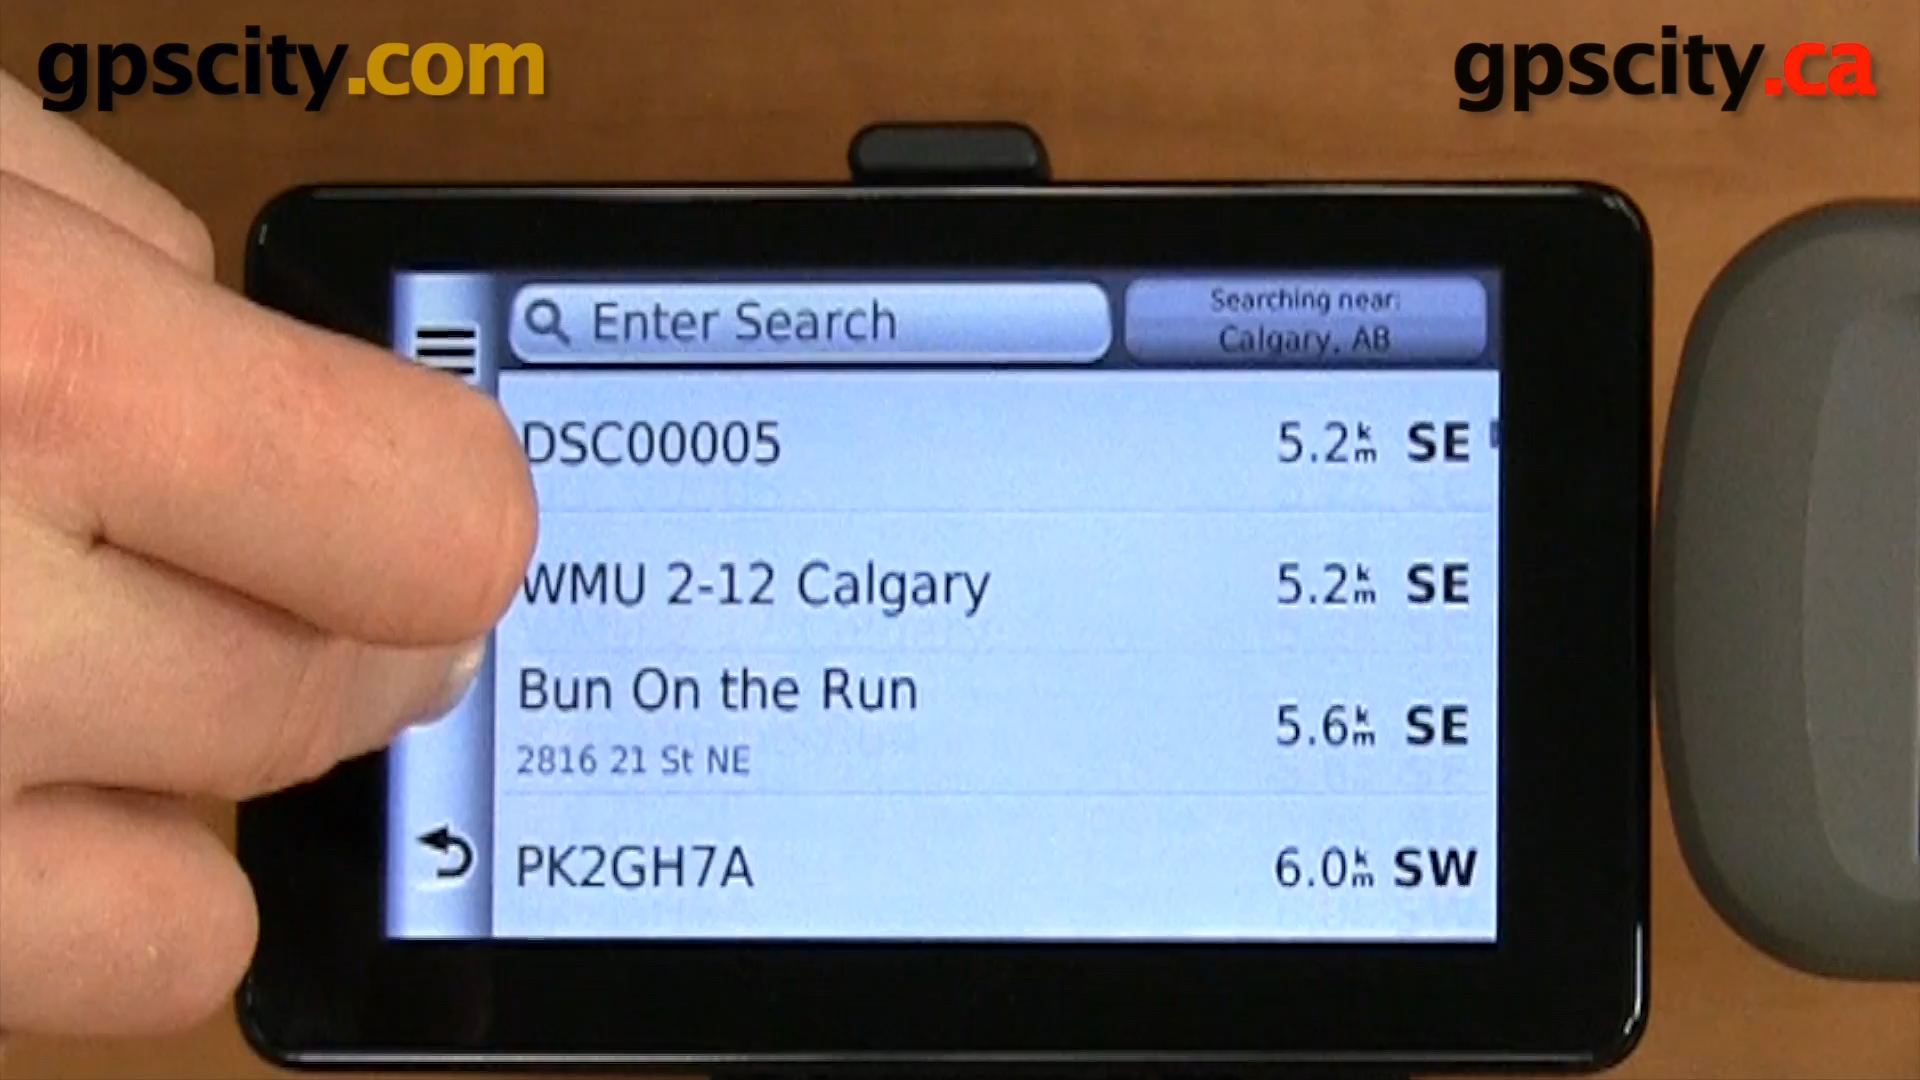 gpscity.com
gpscity.ca
Enter Search
Searching near:
Calgary, AB
DSC00005 5.2km SE
WMU 2-12 Calgary 5.2km SE
Bun On the Run 5.6km SE
2816 21 St NE
PK2GH7A 6.0km SW